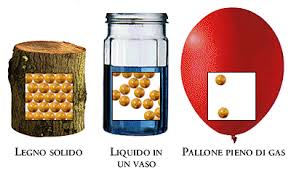 LEGNO SOLIDO
LIQUIDO IN
UN VASO
PALLONE PIENO DI GAS